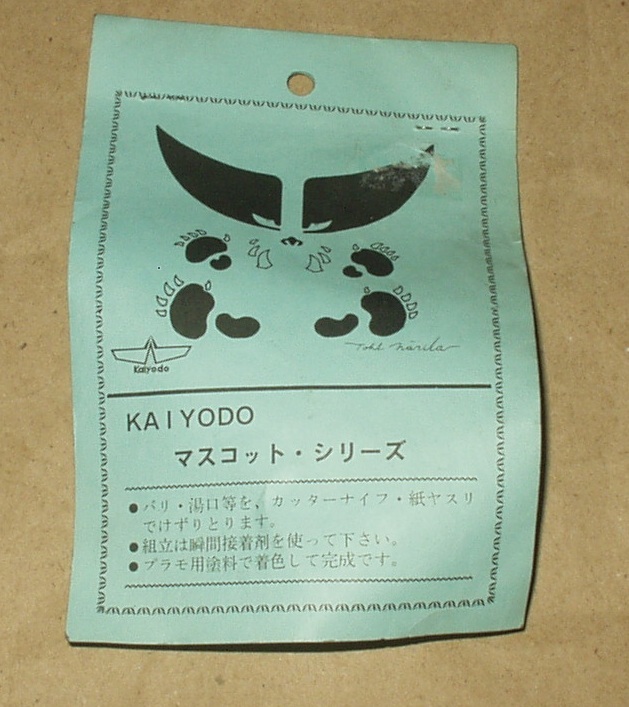 Tohl Narita
Kaiyodo
KAIYODO
マスコット・シリーズ
●バリ・湯口等を、カッターナイフ・紙ヤスリ
でけずりとります。
●組立は瞬間接着剤を使って下さい。
●プラモ用塗料で着色して完成です。